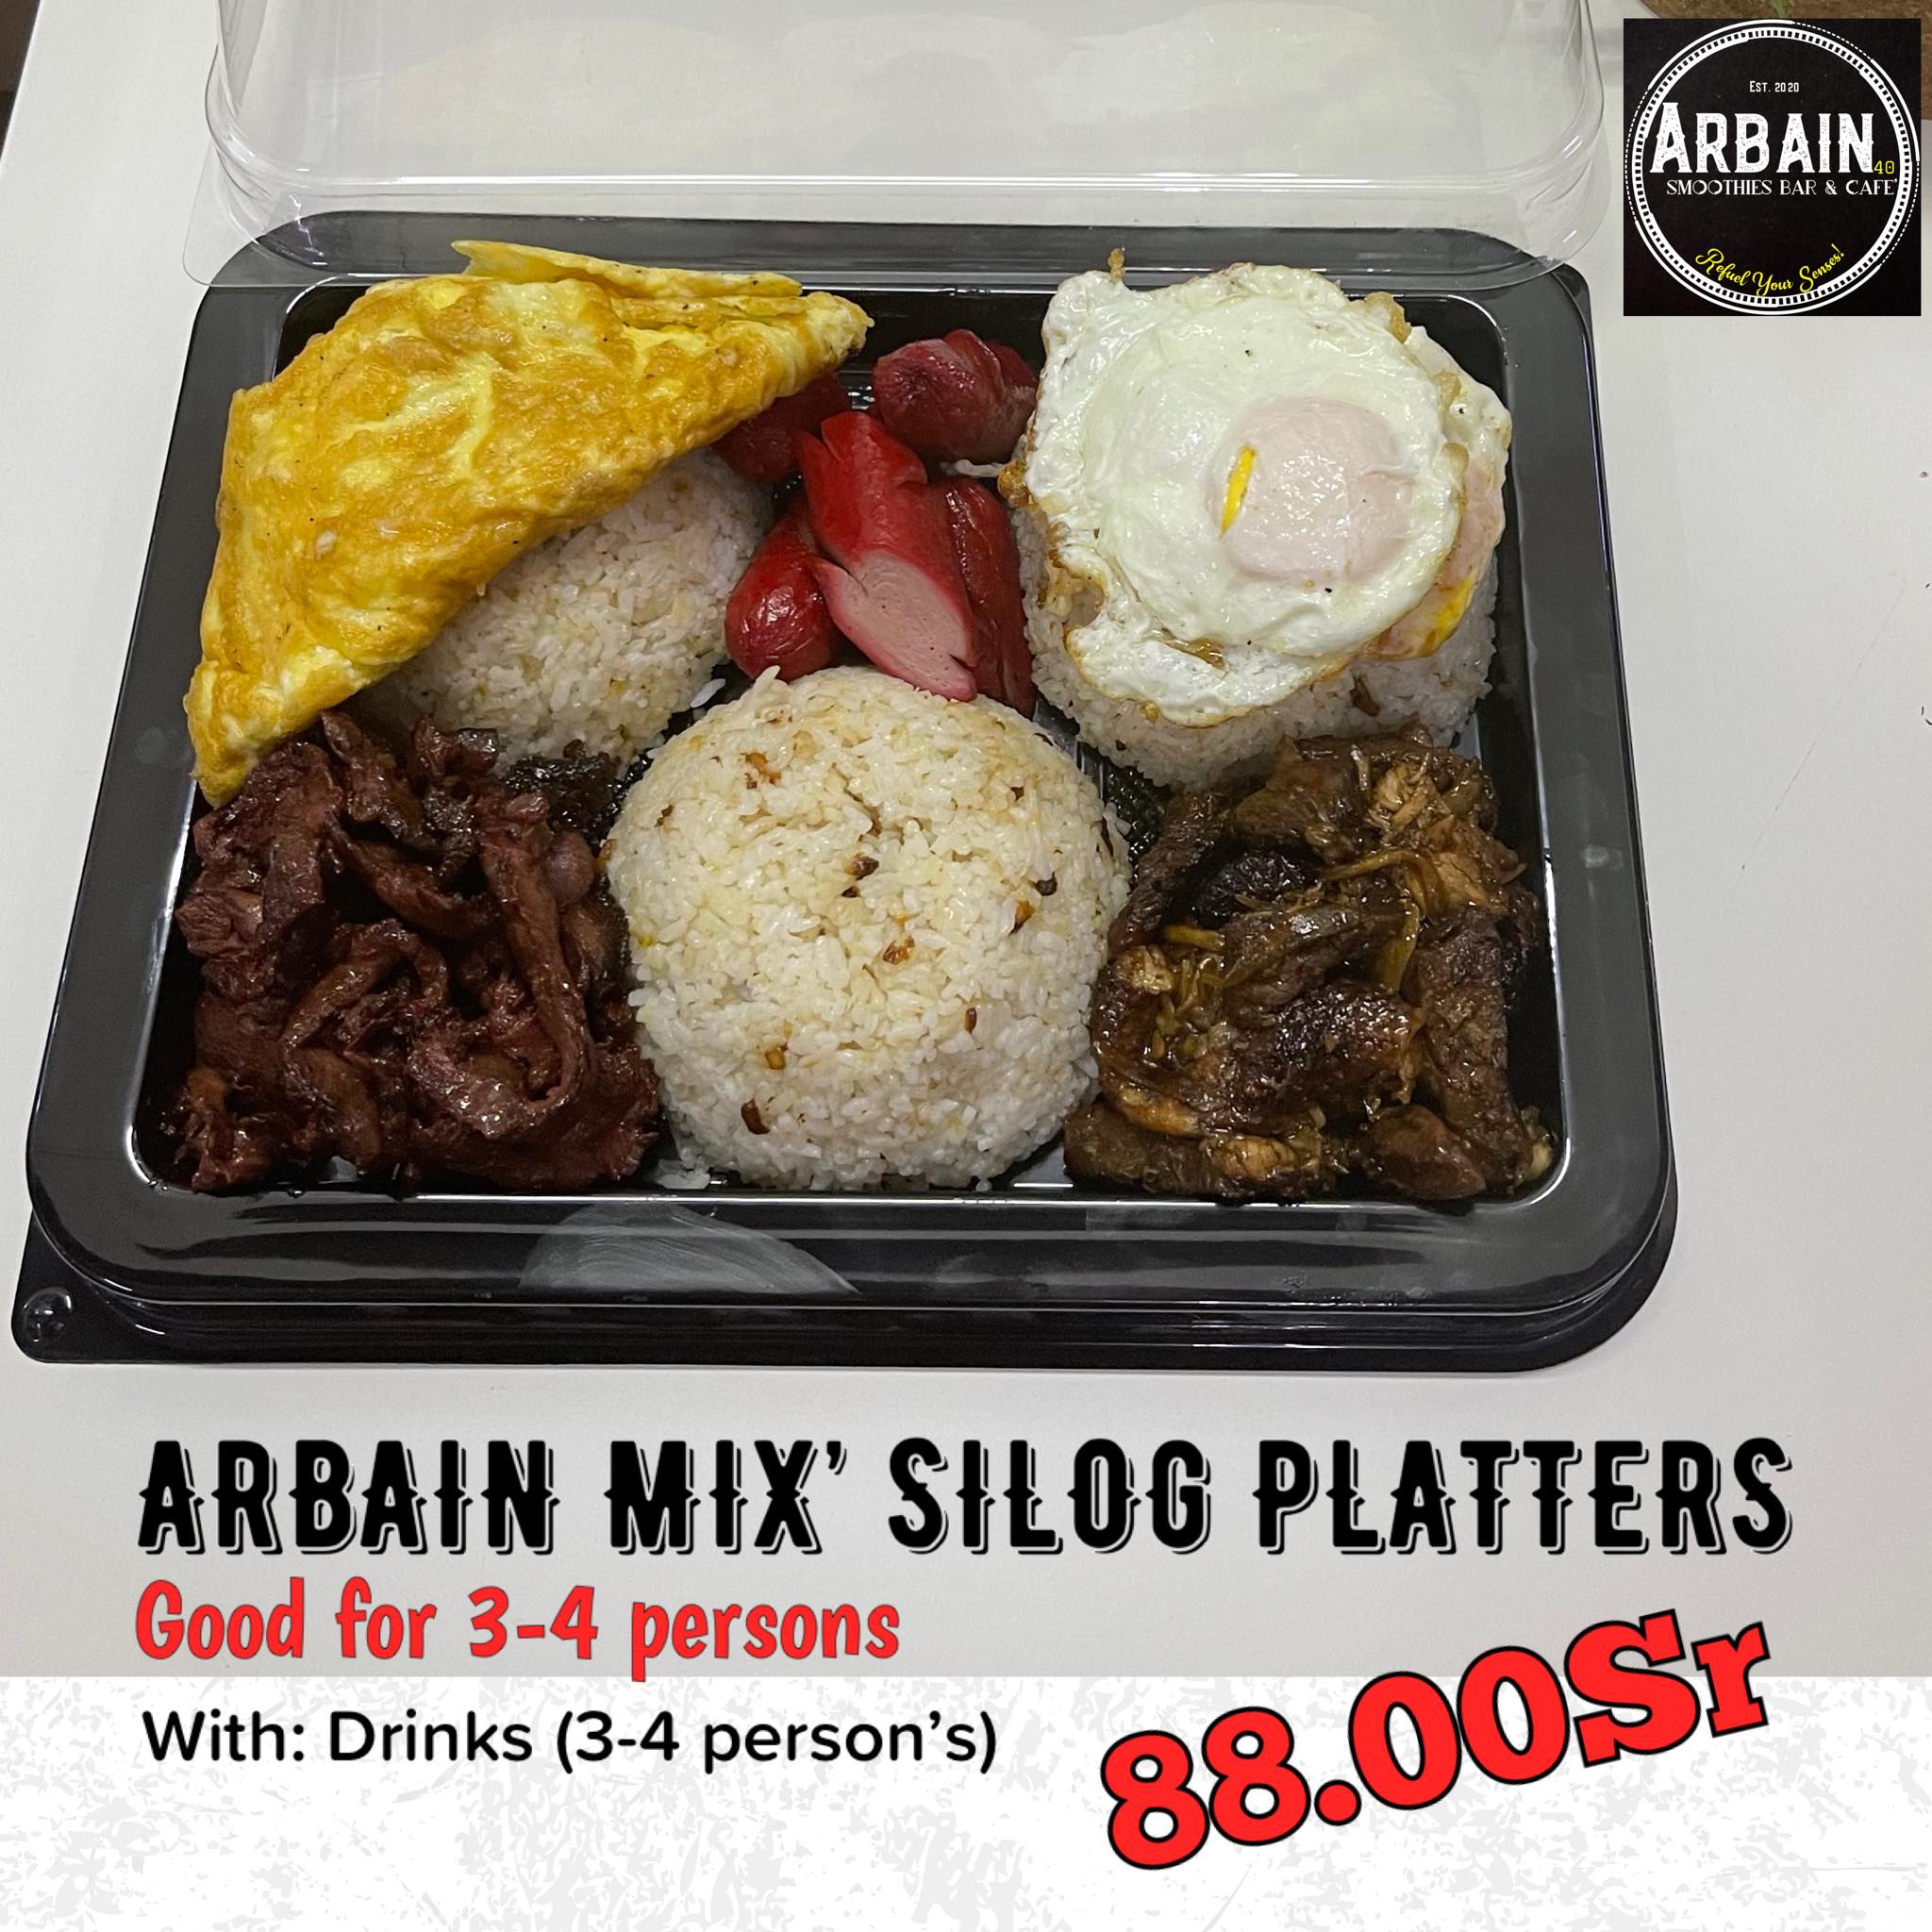 EST. 2020
ARBAIN 40
SMOOTHIES BAR & CAFE'
Refuel Your Senses!
ARBAIN MIX' SILOG PLATTERS
Good for 3-4 persons
With: Drinks (3-4 person's)
88.00Sr